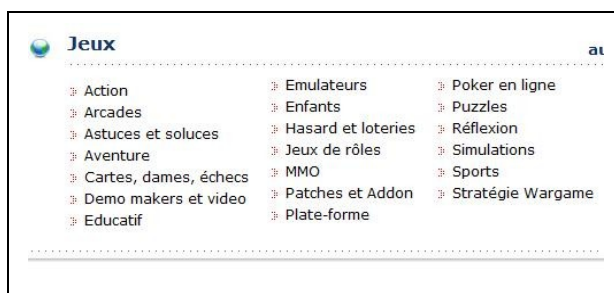 Jeux
au
Action
Arcades
Astuces et soluces
Aventure
Cartes, dames, échecs
Demo makers et video
Educatif
Emulateurs
Enfants
Hasard et loteries
Jeux de rôles
MMO
Patches et Addon
Plate-forme
Poker en ligne
Puzzles
Réflexion
Simulations
Sports
Stratégie Wargame